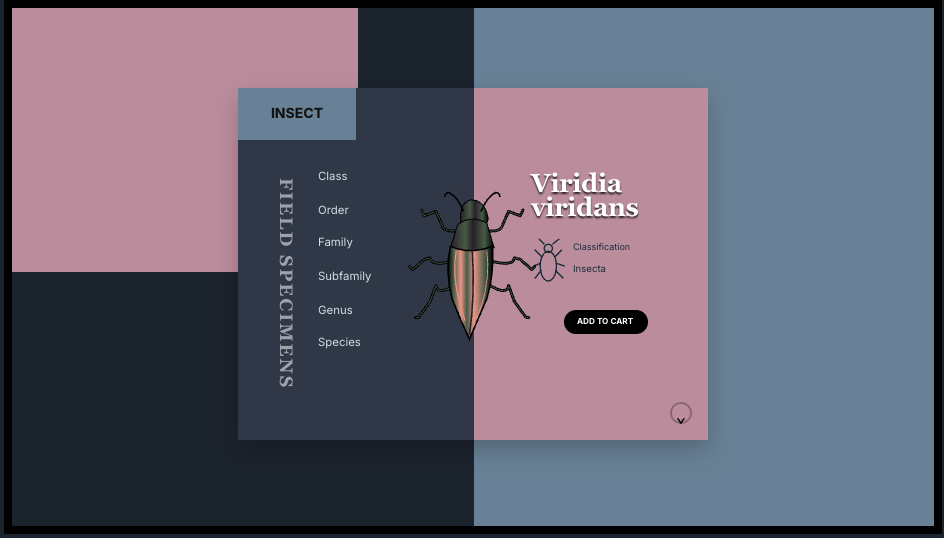 INSECT
FIELD SPECIMENS
Class
Order
Family
Subfamily
Genus
Species
Viridia
viridans
Classification
Insecta
ADD TO CART